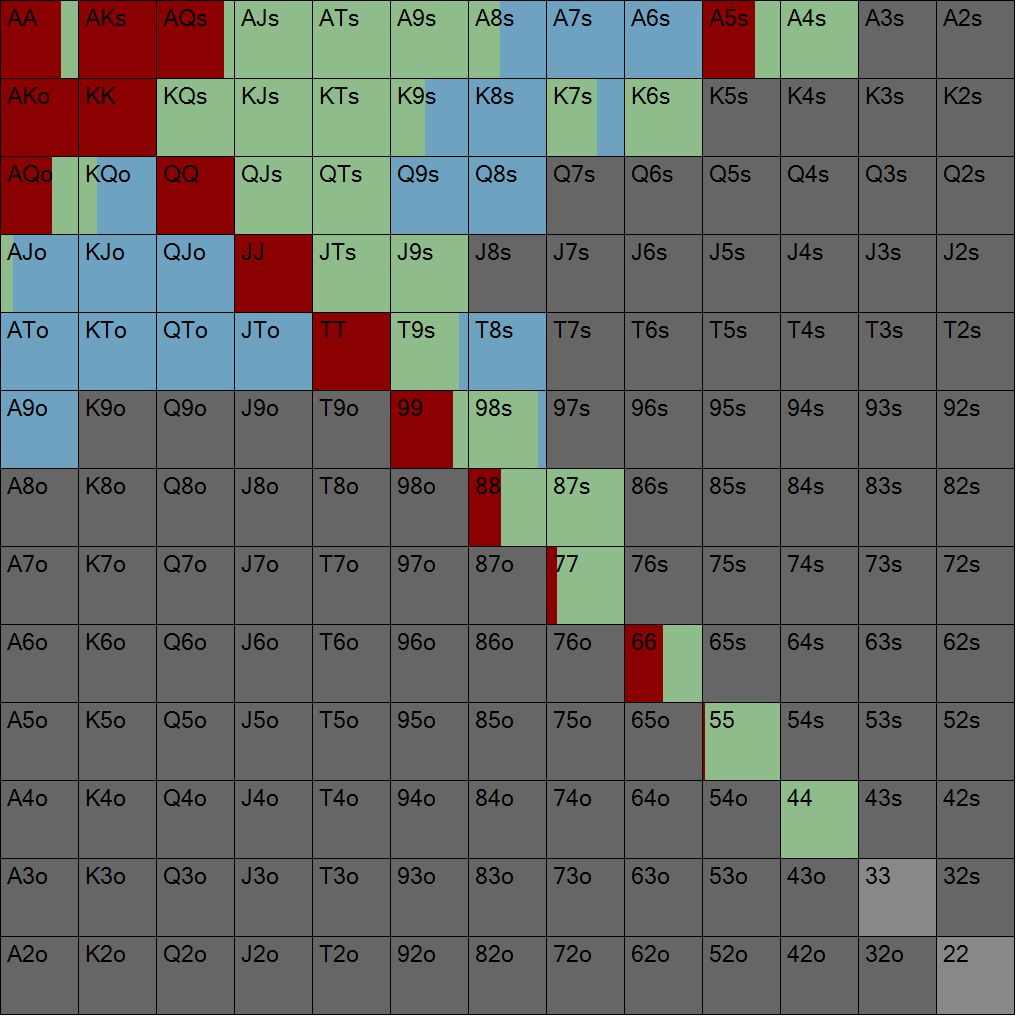 AA AKs AQs AJs ATs A9s A8s A7s A6s A5s A4s A3s A2s
AKo KK KQs KJs KTs K9s K8s K7s K6s K5s K4s K3s K2s
AQo KQo QQ QJs QTs Q9s Q8s Q7s Q6s Q5s Q4s Q3s Q2s
AJo KJo QJo JJ JTs J9s J8s J7s J6s J5s J4s J3s J2s
ATo KTo QTo JTo TT T9s T8s T7s T6s T5s T4s T3s T2s
A9o K9o Q9o J9o T9o 99 98s 97s 96s 95s 94s 93s 92s
A8o K8o Q8o J8o T8o 98o 88 87s 86s 85s 84s 83s 82s
A7o K7o Q7o J7o T7o 97o 87o 77 76s 75s 74s 73s 72s
A6o K6o Q6o J6o T6o 96o 86o 76o 66 65s 64s 63s 62s
A5o K5o Q5o J5o T5o 95o 85o 75o 65o 55 54s 53s 52s
A4o K4o Q4o J4o T4o 94o 84o 74o 64o 54o 44 43s 42s
A3o K3o Q3o J3o T3o 93o 83o 73o 63o 53o 43o 33 32s
A2o K2o Q2o J2o T2o 92o 82o 72o 62o 52o 42o 32o 22